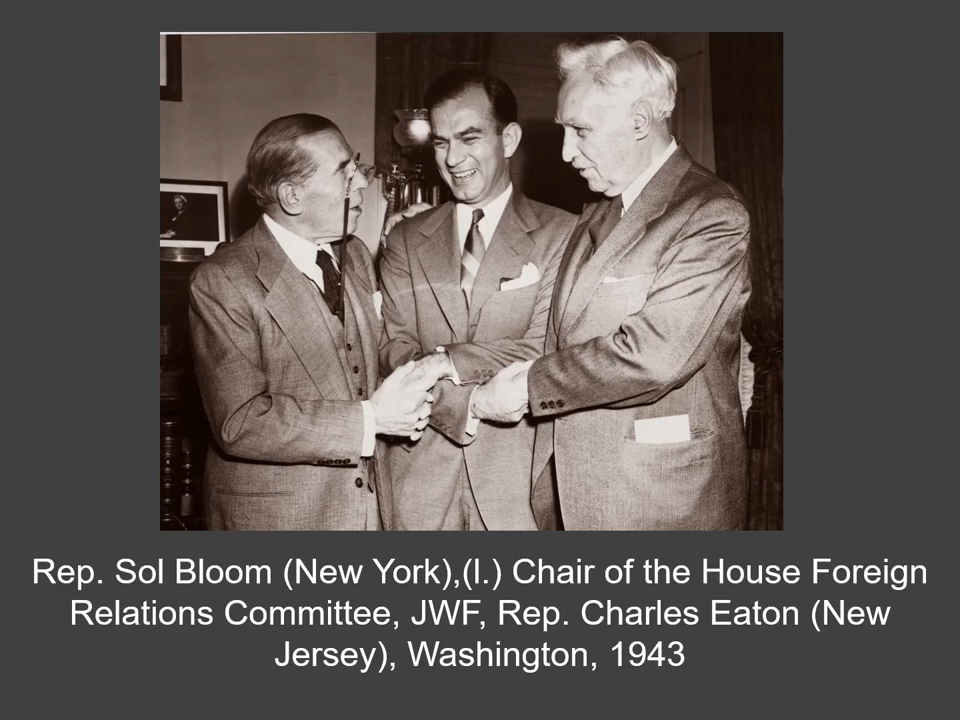 Rep. Sol Bloom (New York),(l.) Chair of the House Foreign
Relations Committee, JWF, Rep. Charles Eaton (New
Jersey), Washington, 1943